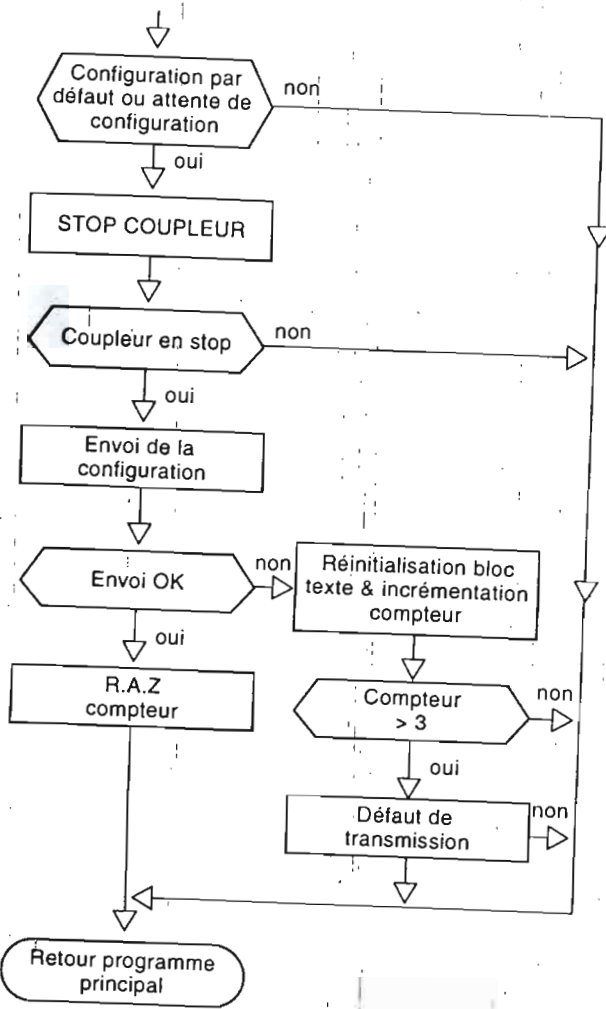 Configuration par
défaut ou attente de
configuration
non
oui
STOP COUPLEUR
Coupleur en stop
non
oui
Envoi de la
configuration
Envoi OK
non
Réinitialisation bloc
texte & incrémentation
compteur
oui
R.A.Z
compteur
Compteur
> 3
non
oui
Défaut de
transmission
non
Retour programme
principal